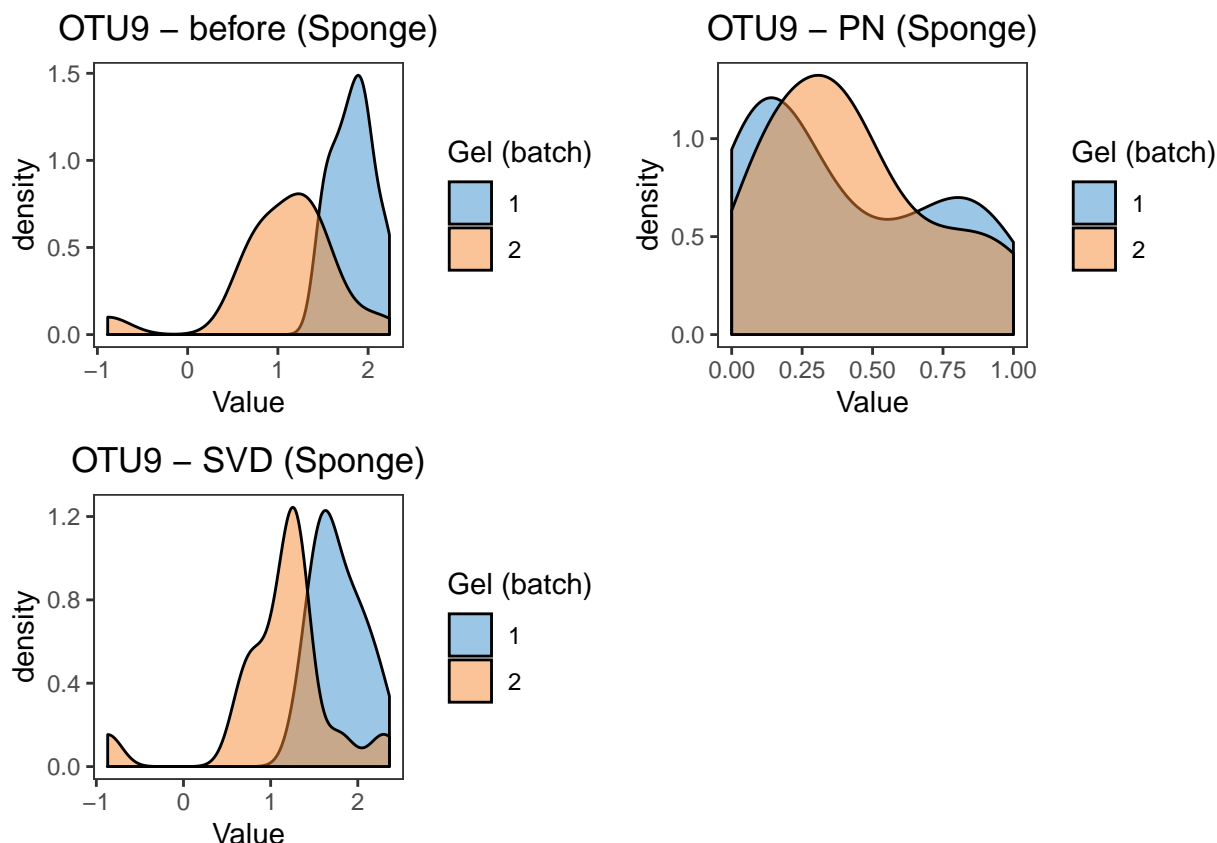 OTU9 – before (Sponge)
1.5
1.0
0.5
0.0
density
−1 0 1 2
Value
Gel (batch)
1
2
OTU9 – PN (Sponge)
1.0
0.5
0.0
density
0.00 0.25 0.50 0.75 1.00
Value
Gel (batch)
1
2
OTU9 – SVD (Sponge)
1.2
0.8
0.4
0.0
density
−1 0 1 2
Value
Gel (batch)
1
2